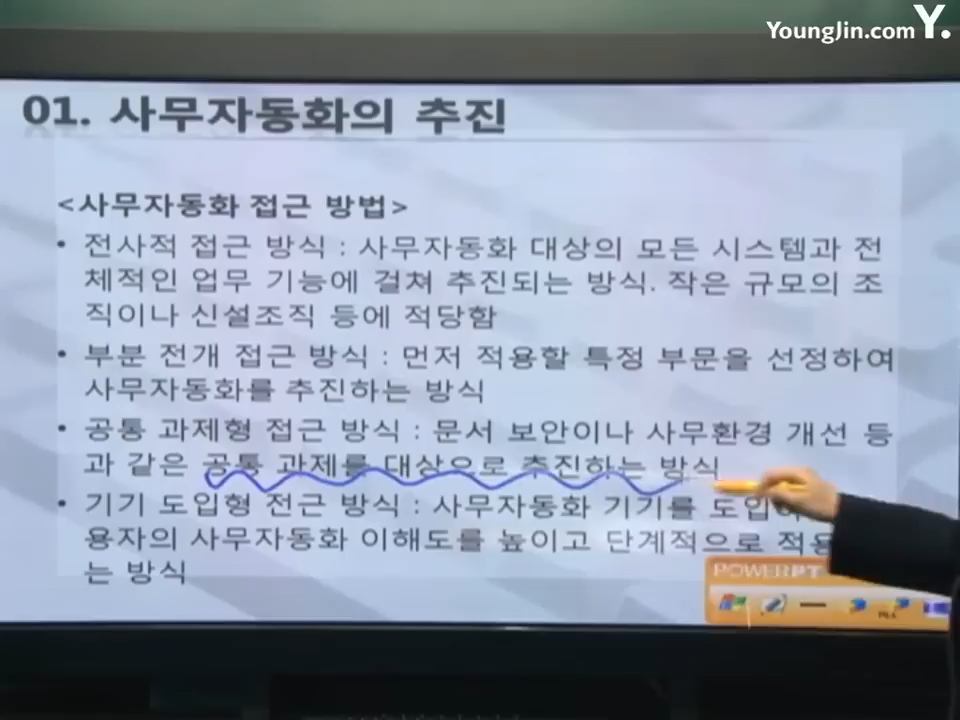 YoungJin.com Y.
01. 사무자동화의 추진
<사무자동화 접근 방법>
• 전사적 접근 방식 : 사무자동화 대상의 모든 시스템과 전
체적인 업무 기능에 걸쳐 추진되는 방식. 작은 규모의 조
직이나 신설조직 등에 적당함
• 부분 전개 접근 방식 : 먼저 적용할 특정 부문을 선정하여
사무자동화를 추진하는 방식
• 공통 과제형 접근 방식 : 문서 보안이나 사무환경 개선 등
과 같은 공통 과제를 대상으로 추진하는 방식
• 기기 도입형 전근 방식 : 사무자동화 기기를 도입
용자의 사무자동화 이해도를 높이고 단계적으로 적용
는 방식
POWERPT